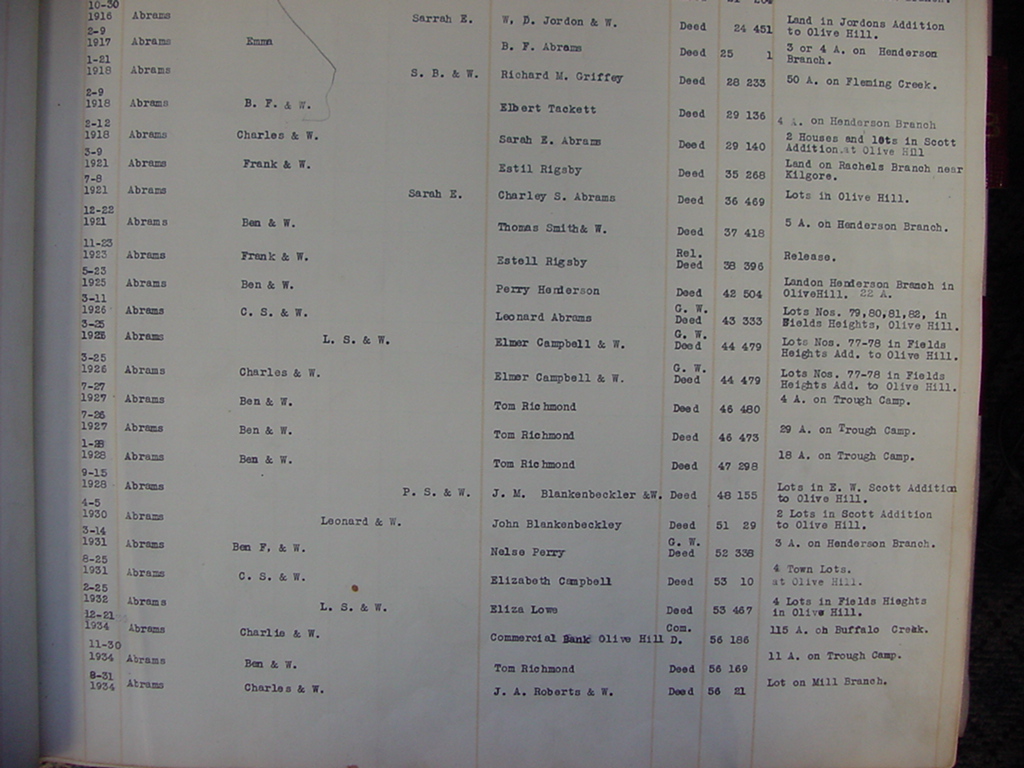 10-30
1916 Abrams Sarrah E. W. D. Jordon & W. Deed 24 451 Land in Jordons Addition
to Olive Hill.
2-9
1917 Abrams Emma B. F. Abrams Deed 25 1 3 or 4 A. on Henderson
Branch.
1-21
1918 Abrams S. B. & W. Richard M. Griffey Deed 28 233 50 A. on Fleming Creek.
2-9
1918 Abrams B. F. & W. Elbert Tackett Deed 29 136 4 A. on Henderson Branch
2-12
1918 Abrams Charles & W. Sarah E. Abrams Deed 29 140 2 Houses and lots in Scott
Addition at Olive Hill
3-9
1921 Abrams Frank & W. Estil Rigsby Deed 35 268 Land on Rachels Branch near
Kilgore.
7-8
1921 Abrams Sarah E. Charley S. Abrams Deed 36 469 Lots in Olive Hill.
12-22
1921 Abrams Ben & W. Thomas Smith& W. Deed 37 418 5 A. on Henderson Branch.
11-23
1923 Abrams Frank & W. Estell Rigsby Rel.
Deed 38 396 Release.
5-23
1925 Abrams Ben & W. Perry Henderson Deed 42 504 Landon Henderson Branch in
OliveHill. 22 A.
3-11
1926 Abrams C. S. & W. Leonard Abrams G. W.
Deed 43 333 Lots Nos. 79,80,81,82, in
Fields Heights, Olive Hill.
3-25
1926 Abrams L. S. & W. Elmer Campbell & W. G. W.
Deed 44 479 Lots Nos. 77-78 in Fields
Heights Add. to Olive Hill.
3-25
1926 Abrams Charles & W. Elmer Campbell & W. G. W.
Deed 44 479 Lots Nos. 77-78 in Fields
Heights Add. to Olive Hill.
7-27
1927 Abrams Ben & W. Tom Richmond Deed 46 480 4 A. on Trough Camp.
7-26
1927 Abrams Ben & W. Tom Richmond Deed 46 473 29 A. on Trough Camp.
1-28
1928 Abrams Ben & W. Tom Richmond Deed 47 298 18 A. on Trough Camp.
9-15
1928 Abrams P. S. & W. J. M. Blankenbeckler &W. Deed 48 155 Lots in E. W. Scott Addition
to Olive Hill.
4-5
1930 Abrams Leonard & W. John Blankenbeckley Deed 51 29 2 Lots in Scott Addition
to Olive Hill.
3-14
1931 Abrams Ben F. & W. Nelse Perry G. W.
Deed 52 338 3 A. on Henderson Branch.
8-25
1931 Abrams C. S. & W. Elizabeth Campbell Deed 53 10 4 Town Lots.
at Olive Hill.
2-25
1932 Abrams L. S. & W. Eliza Lowe Deed 53 467 4 Lots in Fields Hieghts
in Olive Hill.
12-21
1934 Abrams Charlie & W. Commercial Bank Olive Hill Com.
D. 56 186 115 A. oh Buffalo Creek.
11-30
1934 Abrams Ben & W. Tom Richmond Deed 56 169 11 A. on Trough Camp.
8-31
1934 Abrams Charles & W. J. A. Roberts & W. Deed 56 21 Lot on Mill Branch.